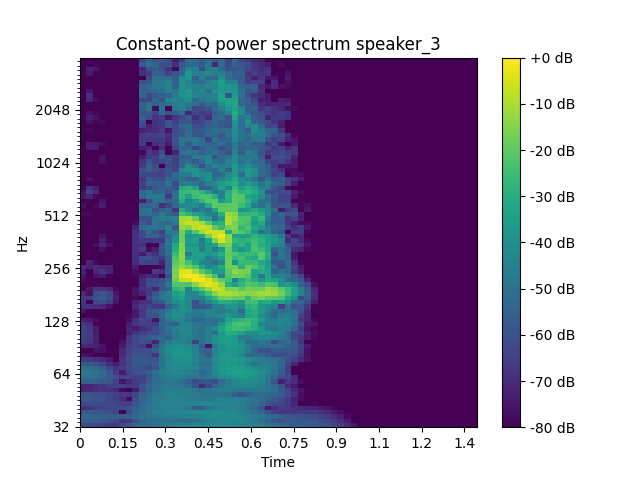 Constant-Q power spectrum speaker_3
Hz
2048
1024
512
256
128
64
32
0 0.15 0.3 0.45 0.6 0.75 0.9 1.1 1.2 1.4
Time
+0 dB
-10 dB
-20 dB
-30 dB
-40 dB
-50 dB
-60 dB
-70 dB
-80 dB